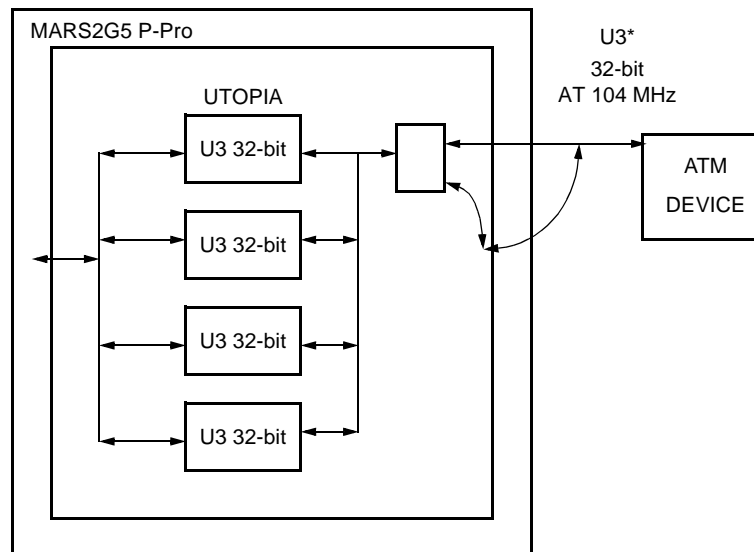 MARS2G5 P-Pro
U3*
32-bit
AT 104 MHz
UTOPIA
U3 32-bit
U3 32-bit
U3 32-bit
U3 32-bit
ATM
DEVICE